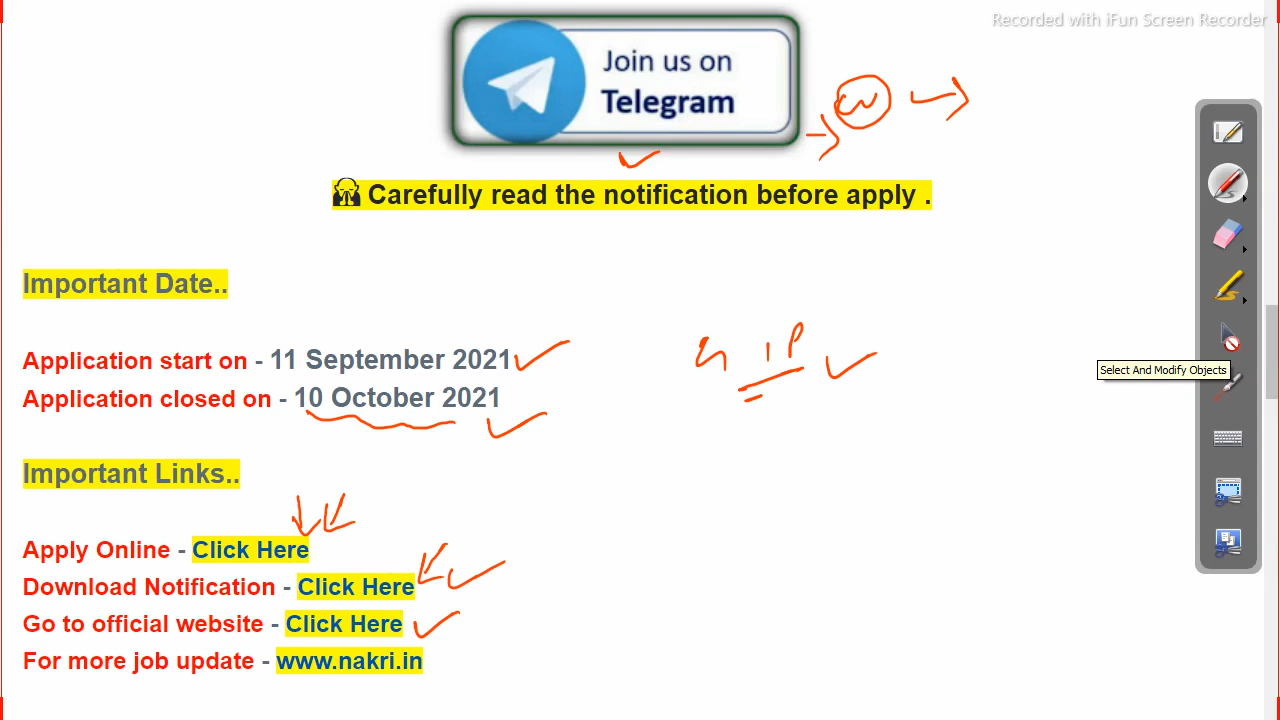 Recorded with iFun Screen Recorder
Join us on
Telegram
Carefully read the notification before apply .
Important Date..
Application start on - 11 September 2021
Application closed on - 10 October 2021
Select And Modify Objects
Important Links..
Apply Online - Click Here
Download Notification - Click Here
Go to official website - Click Here
For more job update - www.nakri.in